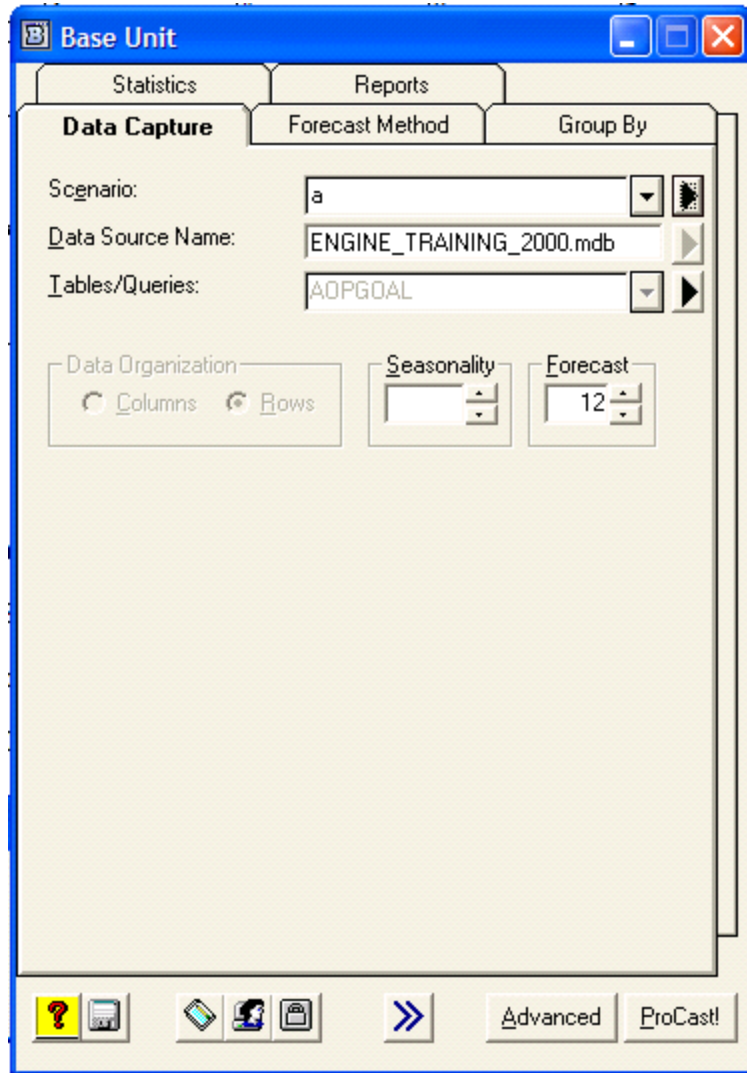 Base Unit
Statistics Reports
Data Capture Forecast Method Group By
Scenario: a
Data Source Name: ENGINE_TRAINING_2000.mdb
Tables/Queries: AOPGOAL
Data Organization Seasonality Forecast
Columns Rows 12
? Advanced ProCast!